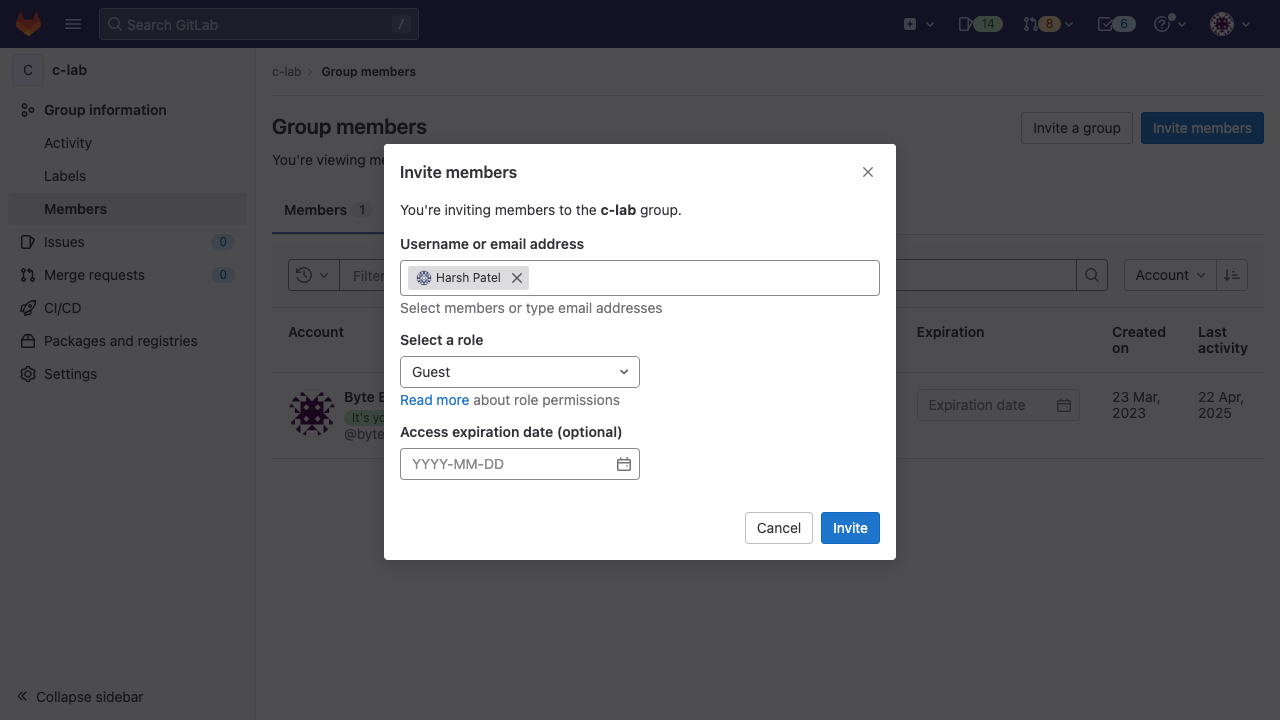 Search GitLab
/
14
8
6
C
c-lab
c-lab
Group members
Group information
Activity
Labels
Members
Issues
0
Merge requests
0
CI/CD
Packages and registries
Settings
Collapse sidebar
Group members
Invite a group
Invite members
You're viewing
Members
1
Filter
Account
Account
Expiration
Created
on
Last
activity
Byte
It's
@byte
Expiration date
23 Mar,
2023
22 Apr,
2025
Invite members
You're inviting members to the c-lab group.
Username or email address
Harsh Patel
Select members or type email addresses
Select a role
Guest
Read more about role permissions
Access expiration date (optional)
YYYY-MM-DD
Cancel
Invite